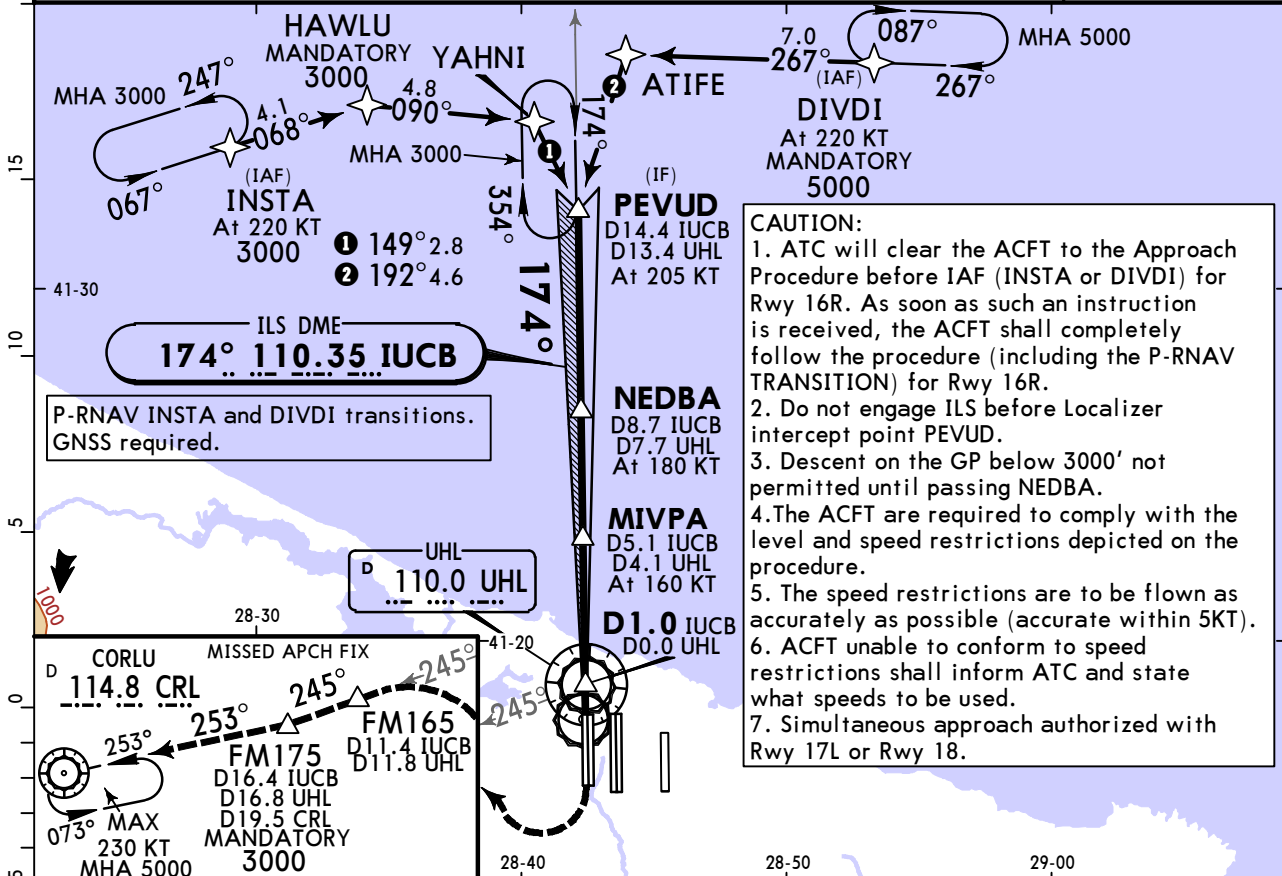 HAWLU
MANDATORY
3000
YAHNI
247°
MHA 3000
4.1
068°
4.8
090°
067°
(IAF)
INSTA
At 220 KT
3000
MHA 3000
354°
174°
❶
❷
ATIFE
7.0
267°
(IAF)
DIVDI
At 220 KT
MANDATORY
5000
087°
MHA 5000
267°
❶ 149° 2.8
❷ 192° 4.6
(IF)
PEVUD
D14.4 IUCB
D13.4 UHL
At 205 KT
15
41-30
10
174°
ILS DME
174° 110.35 IUCB
P-RNAV INSTA and DIVDI transitions.
GNSS required.
NEDBA
D8.7 IUCB
D7.7 UHL
At 180 KT
5
MIVPA
D5.1 IUCB
D4.1 UHL
At 160 KT
UHL
D 110.0 UHL
D1.0 IUCB
D0.0 UHL
1000
28-30
41-20
CAUTION:
1. ATC will clear the ACFT to the Approach
Procedure before IAF (INSTA or DIVDI) for
Rwy 16R. As soon as such an instruction
is received, the ACFT shall completely
follow the procedure (including the P-RNAV
TRANSITION) for Rwy 16R.
2. Do not engage ILS before Localizer
intercept point PEVUD.
3. Descent on the GP below 3000' not
permitted until passing NEDBA.
4.The ACFT are required to comply with the
level and speed restrictions depicted on the
procedure.
5. The speed restrictions are to be flown as
accurately as possible (accurate within 5KT).
6. ACFT unable to conform to speed
restrictions shall inform ATC and state
what speeds to be used.
7. Simultaneous approach authorized with
Rwy 17L or Rwy 18.
0
CORLU
D 114.8 CRL
MISSED APCH FIX
245°
245°
245°
253°
253°
FM165
D11.4 IUCB
D11.8 UHL
FM175
D16.4 IUCB
D16.8 UHL
D19.5 CRL
MANDATORY
3000
073°
MAX
230 KT
MHA 5000
5
28-40
28-50
29-00